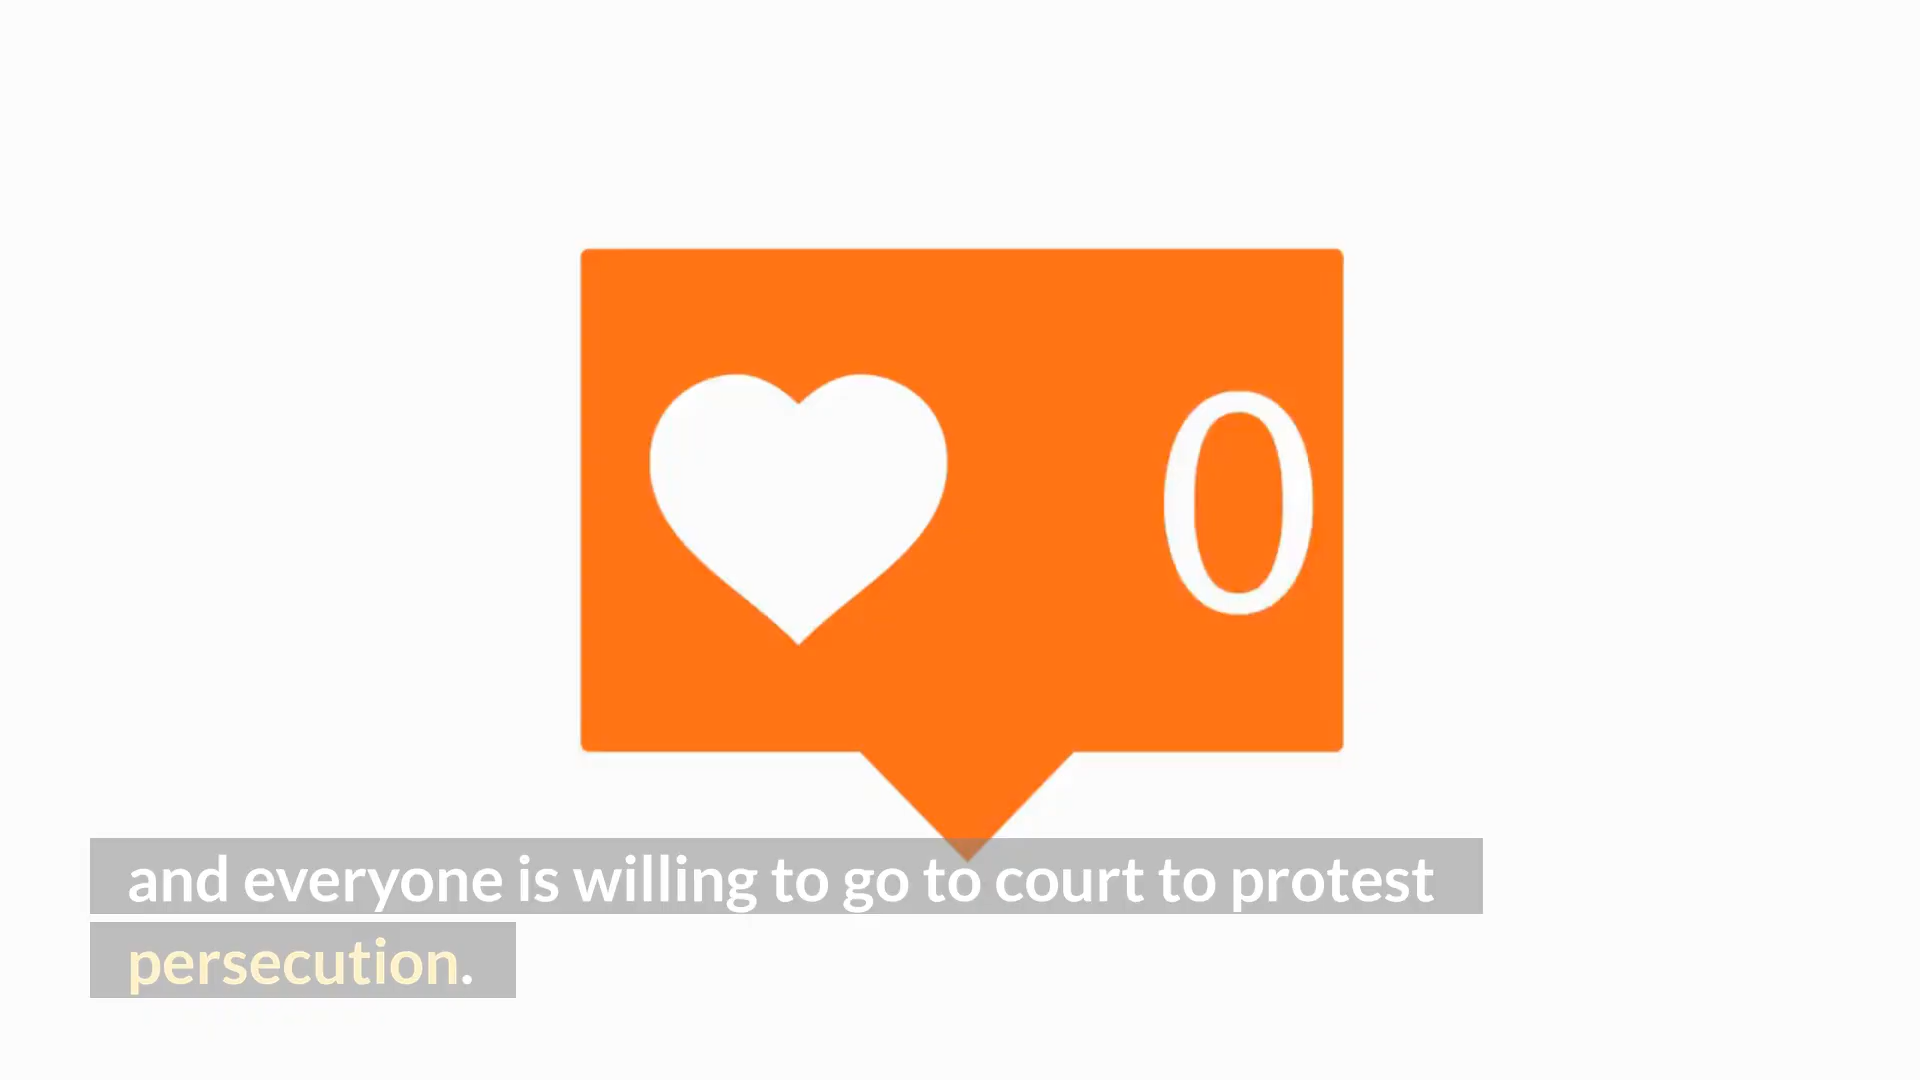 0
and everyone is willing to go to court to protest
persecution.